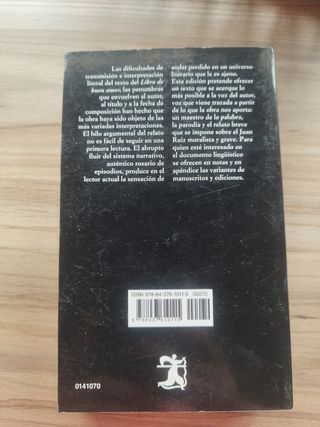 Las dificultades de
transmisión e interpretación
literal del texto del Libro de
buen amor, las penumbras
que envuelven al autor,
al título y a la fecha de
composición han hecho que
la obra haya sido objeto de las
más variadas interpretaciones.
El hilo argumental del relato
no es fácil de seguir en una
primera lectura. El abrupto
fluir del sistema narrativo,
auténtico rosario de
episodios, produce en el
lector actual la sensación de
andar perdido en un universo
literario que le es ajeno.
Esta edición pretende ofrecer
un texto que se acerque lo
más posible a la voz del autor,
voz que viene trazada a partir
de lo que la obra nos aporta:
un maestro de la palabra,
la parodia y el relato breve
que se impone sobre el Juan
Ruiz moralista y grave. Para
quien esté interesado en
el documento lingüístico
se ofrecen en notas y en
apéndice las variantes de
manuscritos y ediciones.
ISBN 978-84-376-1011-5 00070
9 788437 610115
0141070